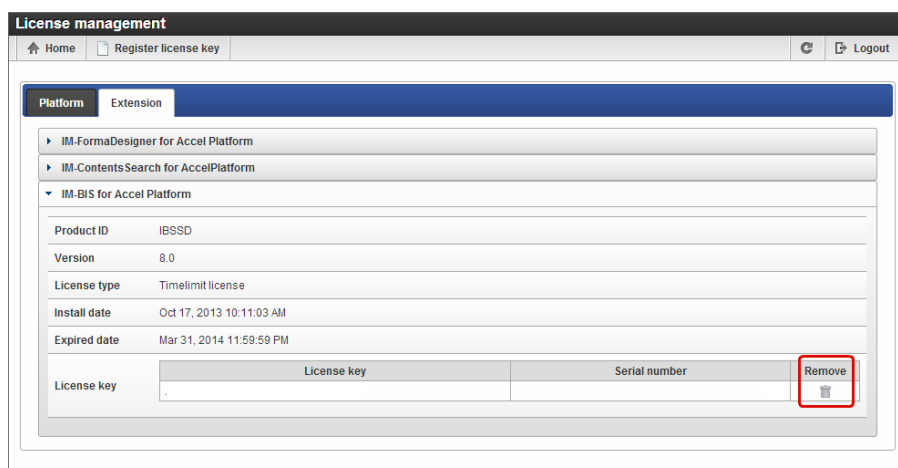 License management
Home Register license key Logout
Platform Extension
IM-FormaDesigner for Accel Platform
IM-ContentsSearch for AccelPlatform
IM-BIS for Accel Platform
Product ID IBSSD
Version 8.0
License type Timelimit license
Install date Oct 17, 2013 10:11:03 AM
Expired date Mar 31, 2014 11:59:59 PM
License key Serial number Remove
License key
.